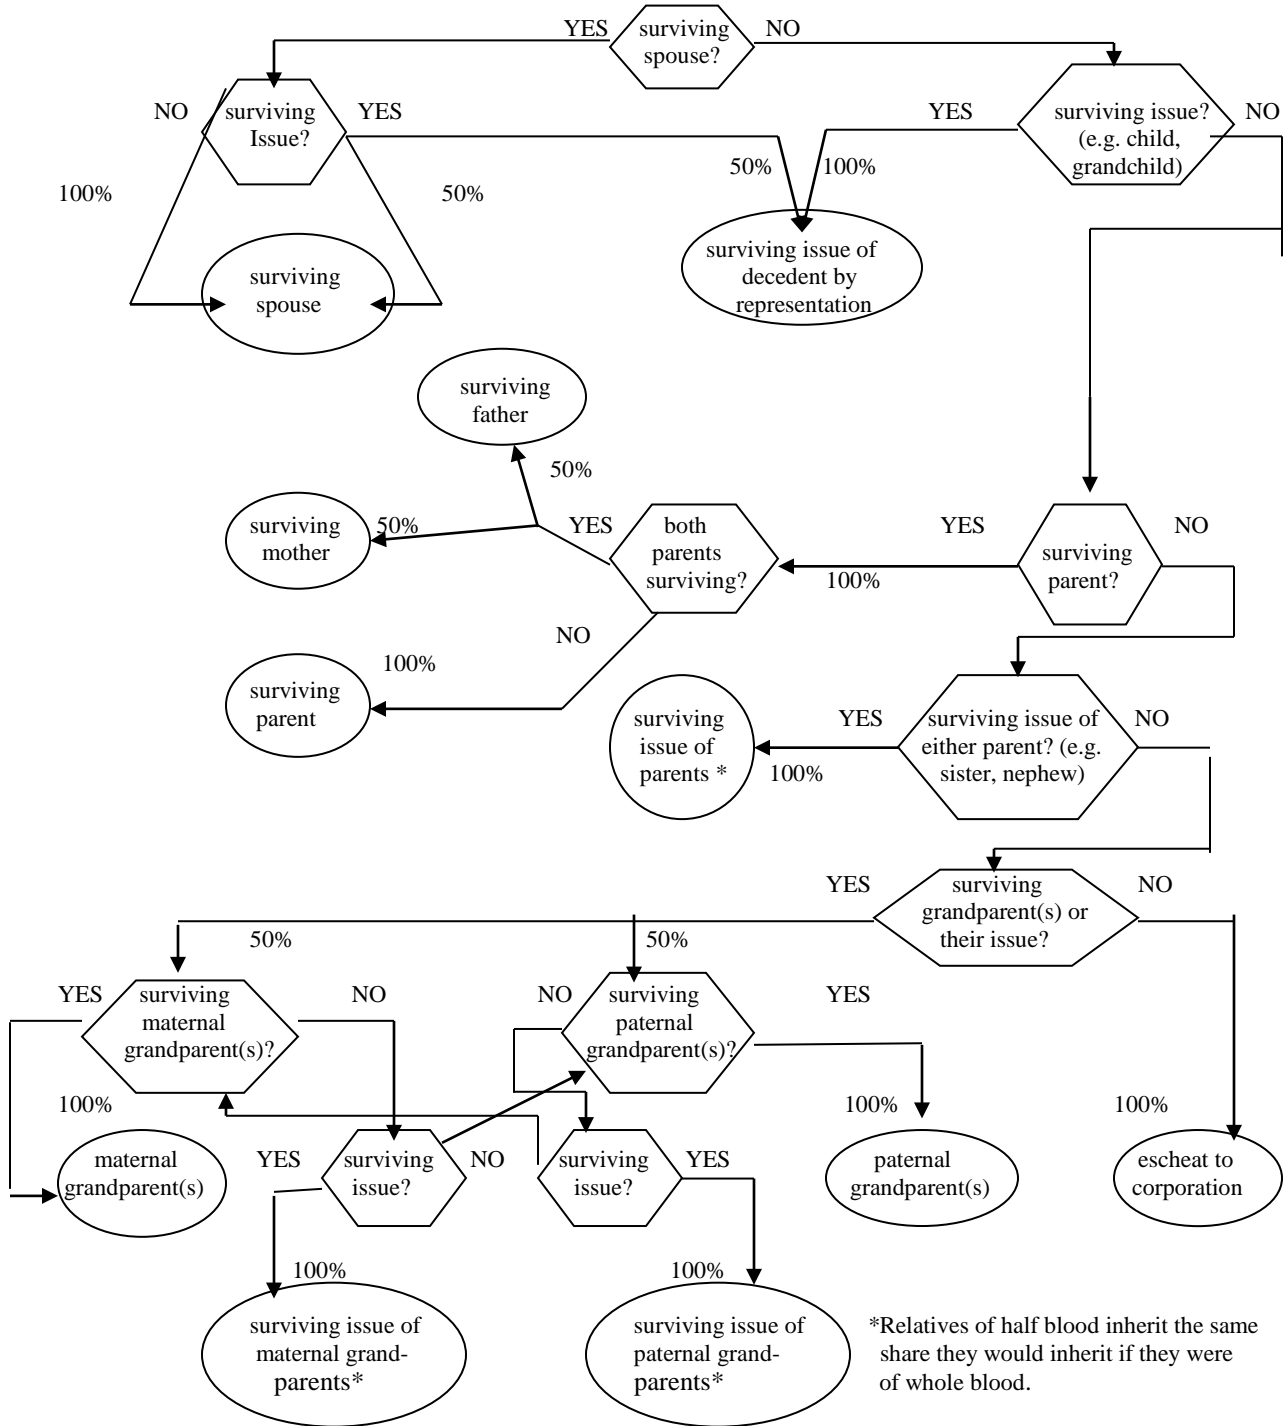 YES
surviving
spouse?
NO
NO
surviving
Issue?
YES
YES
surviving issue?
(e.g. child,
grandchild)
NO
100%
50%
50%
100%
surviving
spouse
surviving issue of
decedent by
representation
surviving
father
50%
surviving
mother
50%
YES
both
parents
surviving?
YES
100%
surviving
parent?
NO
NO
100%
surviving
parent
surviving
issue of
parents *
YES
100%
surviving issue of
either parent? (e.g.
sister, nephew)
NO
YES
surviving
grandparent(s) or
their issue?
NO
50%
50%
YES
surviving
maternal
grandparent(s)?
NO
NO
surviving
paternal
grandparent(s)?
YES
100%
100%
100%
maternal
grandparent(s)
YES
surviving
issue?
NO
surviving
issue?
YES
paternal
grandparent(s)
escheat to
corporation
100%
100%
surviving issue of
maternal grand-
parents*
surviving issue of
paternal grand-
parents*
*Relatives of half blood inherit the same
share they would inherit if they were
of whole blood.